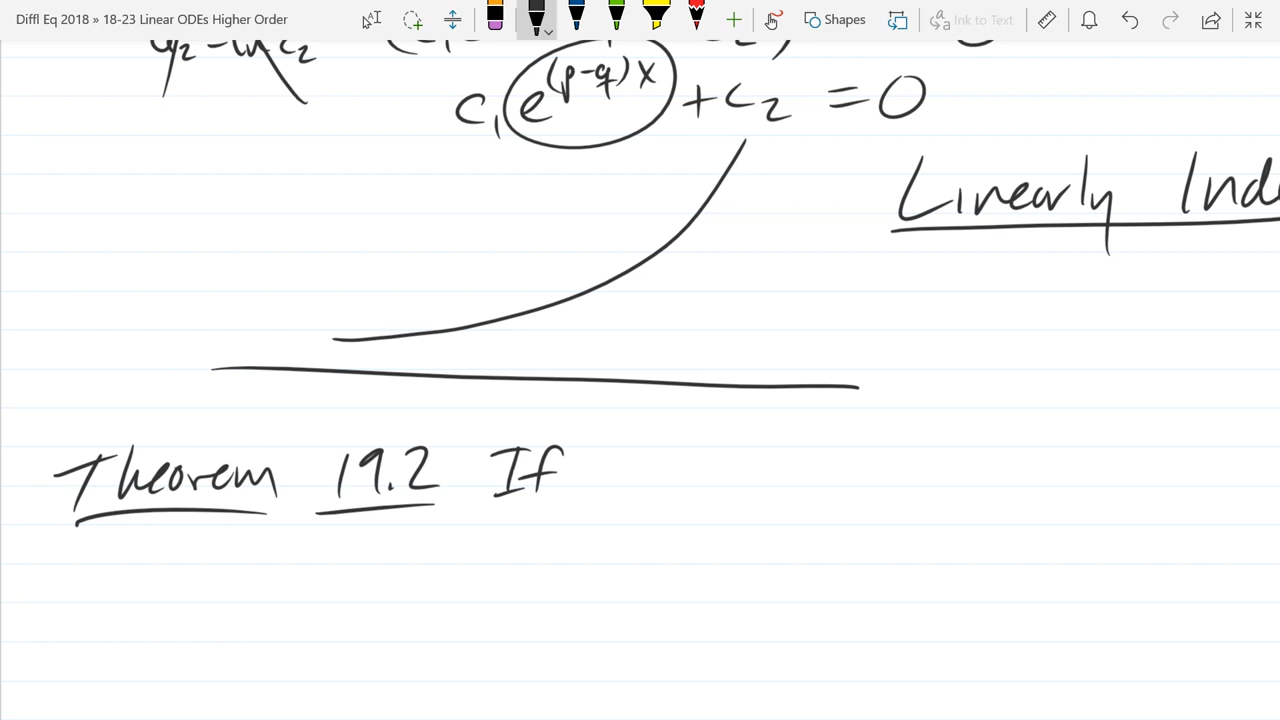 Diffl Eq 2018 » 18-23 Linear ODEs Higher Order
Shapes
Ink to Text
c₁e^{(p-q)x} + c₂ = 0
Linearly
Theorem 19.2 If